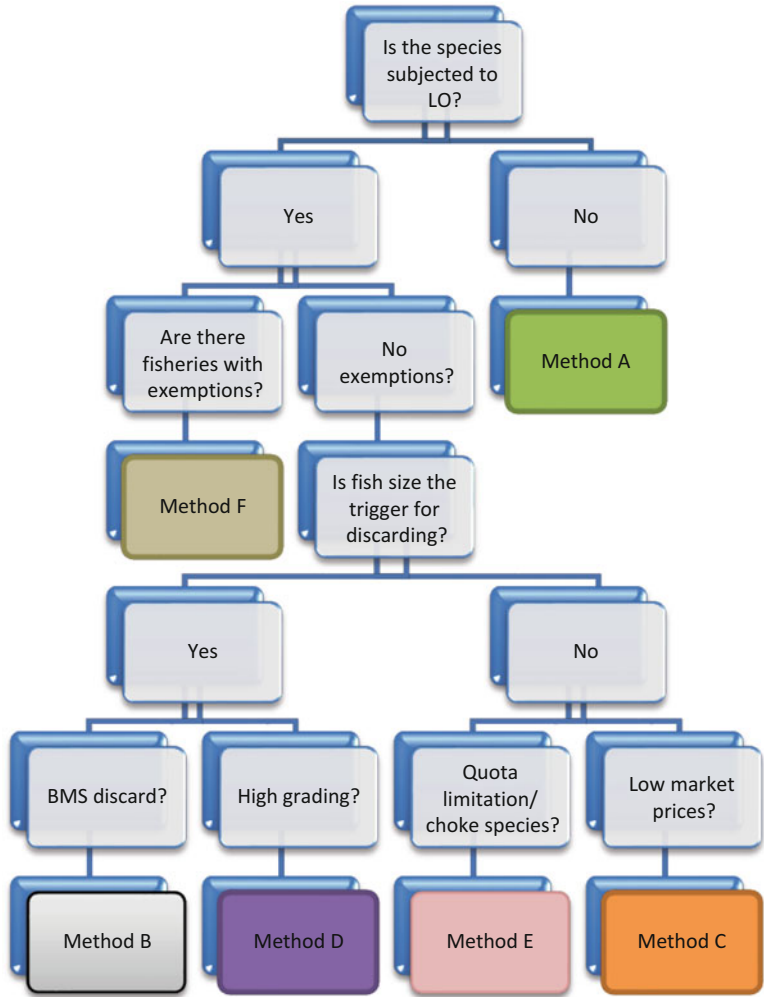 Is the species
subjected to
LO?
Yes
No
Are there
fisheries with
exemptions?
No
exemptions?
Method A
Method F
Is fish size the
trigger for
discarding?
Yes
No
BMS discard?
High grading?
Quota
limitation/
choke species?
Low market
prices?
Method B
Method D
Method E
Method C